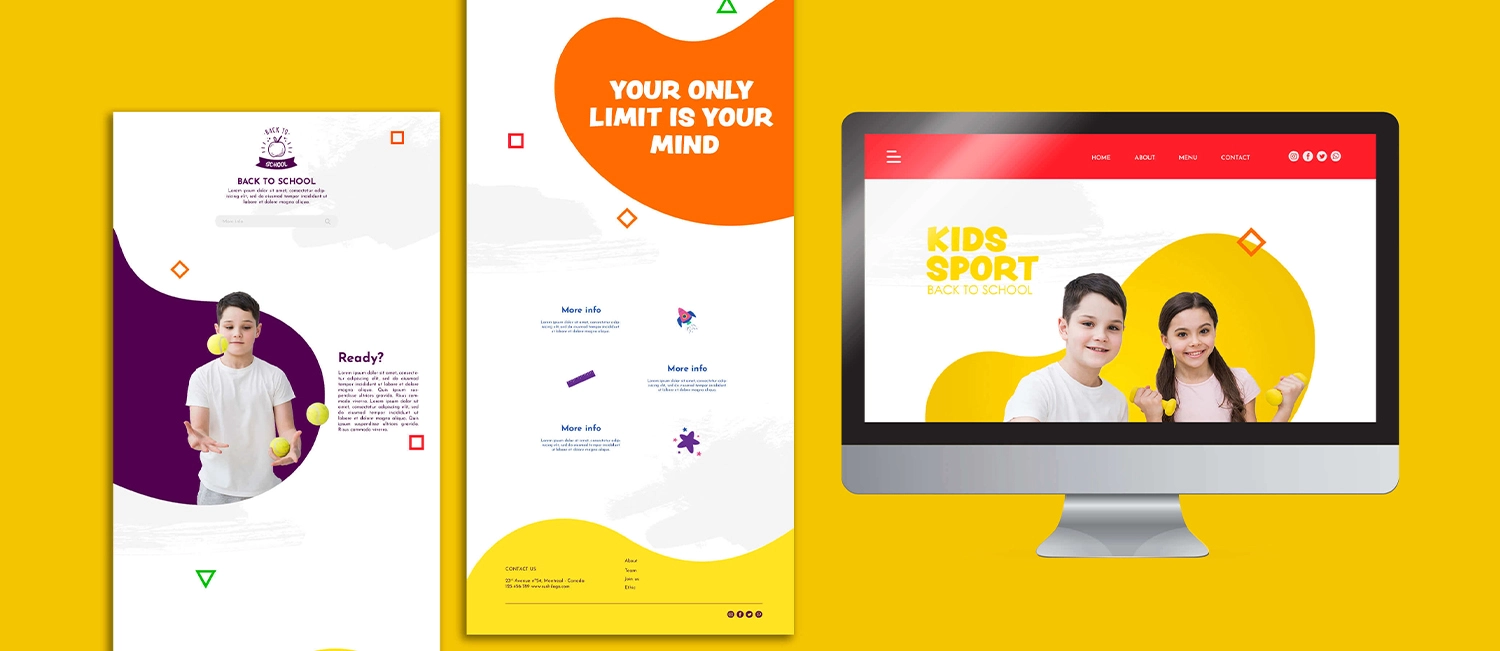 BACK TO
SCHOOL
BACK TO SCHOOL
Lorem ipsum dolor sit amet, consectetur adip-
iscing elit, sed do eiusmod tempor incididunt ut
labore et dolore magna aliqua.
Ready?
Lorem ipsum dolor sit amet, consecte-
tur adipiscing elit, sed do eiusmod
tempor incididunt ut labore et dolore
magna aliqua. Quis ipsum sus-
pendisse ultrices gravida. Risus com-
modo viverra. Lorem ipsum dolor sit
amet, consectetur adipiscing elit, sed
do eiusmod tempor incididunt ut
labore et dolore magna aliqua. Quis
ipsum suspendisse ultrices gravida.
Risus commodo viverra.
YOUR ONLY
LIMIT IS YOUR
MIND
More info
Lorem ipsum dolor sit amet, consectetur adip-
iscing elit, sed do eiusmod tempor incididunt
ut labore et dolore magna aliqua.
More info
Lorem ipsum dolor sit amet, consectetur adip-
iscing elit, sed do eiusmod tempor incididunt
ut labore et dolore magna aliqua.
More info
Lorem ipsum dolor sit amet, consectetur adip-
iscing elit, sed do eiusmod tempor incididunt
ut labore et dolore magna aliqua.
CONTACT US
Montreal - Canada
About
Team
Join us
HOME ABOUT MENU CONTACT
KIDS
SPORT
BACK TO SCHOOL